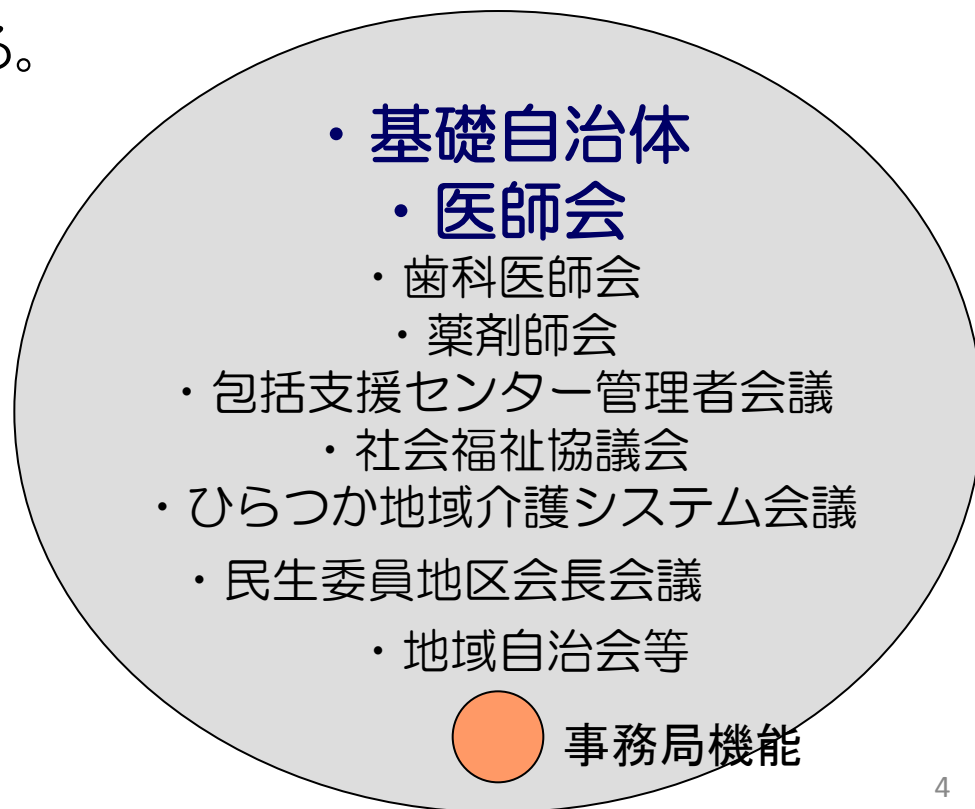 る。
・基礎自治体
・医師会
・歯科医師会
・薬剤師会
・包括支援センター管理者会議
・社会福祉協議会
・ひらつか地域介護システム会議
・民生委員地区会長会議
・地域自治会等
事務局機能
4